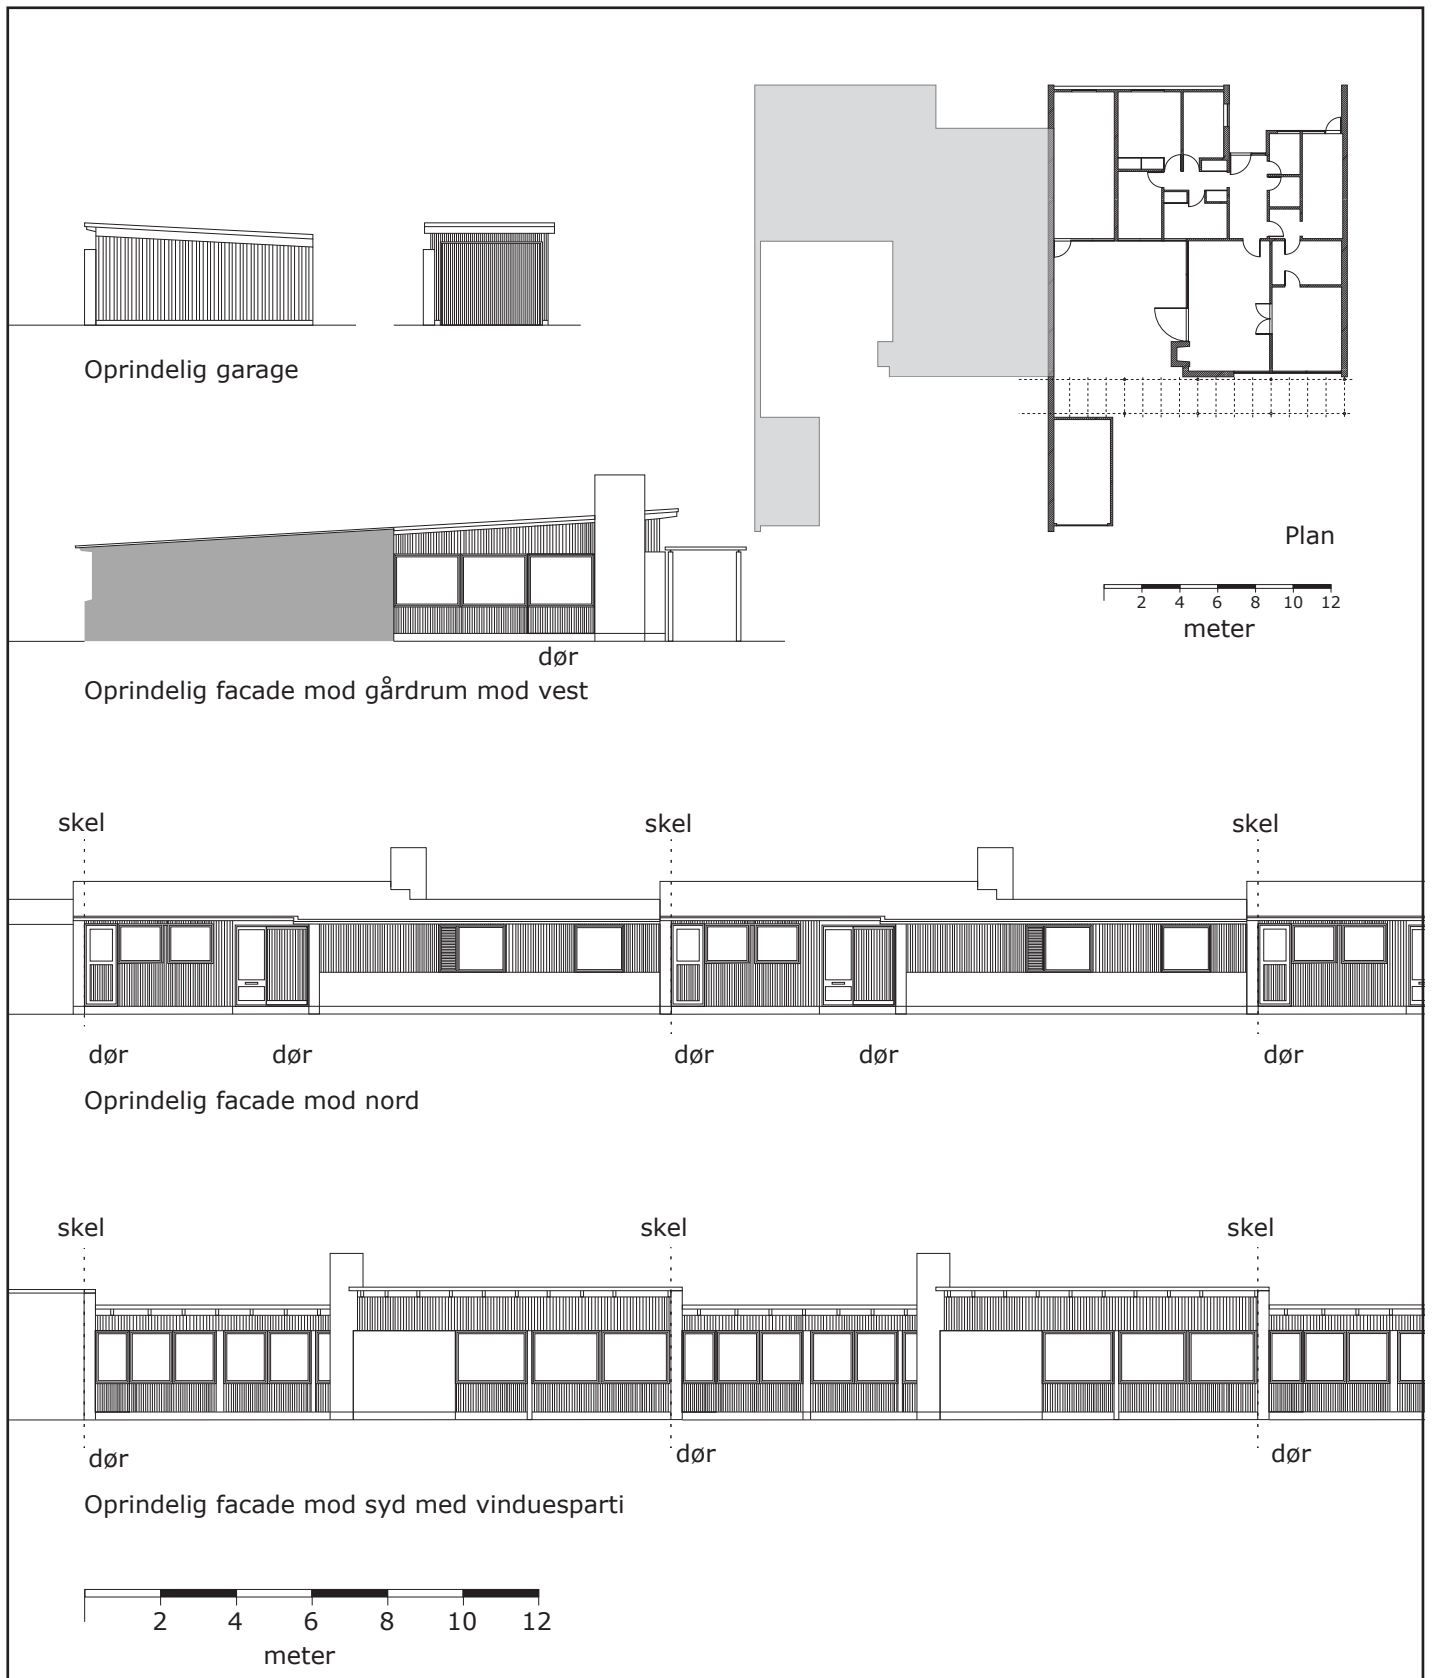 Oprindelig garage
Plan
2 4 6 8 10 12
meter
dør
Oprindelig facade mod gårdrum mod vest
skel skel skel
dør dør dør dør dør
Oprindelig facade mod nord
skel skel skel
dør dør dør
Oprindelig facade mod syd med vinduesparti
2 4 6 8 10 12
meter